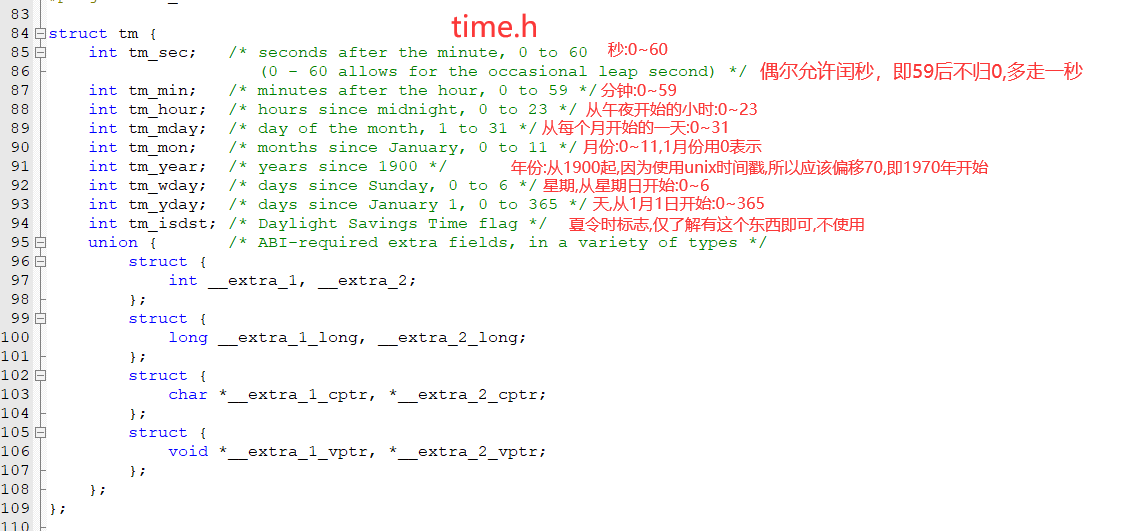 83
time.h
84 struct tm {
85 int tm_sec; /* seconds after the minute, 0 to 60 秒:0~60
86 (0 - 60 allows for the occasional leap second) */ 偶尔允许闰秒，即59后不归0,多走一秒
87 int tm_min; /* minutes after the hour, 0 to 59 */ 分钟:0~59
88 int tm_hour; /* hours since midnight, 0 to 23 */ 从午夜开始的小时:0~23
89 int tm_mday; /* day of the month, 1 to 31 */ 从每个月开始的一天:0~31
90 int tm_mon; /* months since January, 0 to 11 */ 月份:0~11,1月份用0表示
91 int tm_year; /* years since 1900 */ 年份:从1900起,因为使用unix时间戳,所以应该偏移70,即1970年开始
92 int tm_wday; /* days since Sunday, 0 to 6 */ 星期,从星期日开始:0~6
93 int tm_yday; /* days since January 1, 0 to 365 */ 天,从1月1日开始:0~365
94 int tm_isdst; /* Daylight Savings Time flag */ 夏令时标志,仅了解有这个东西即可,不使用
95 union { /* ABI-required extra fields, in a variety of types */
96 struct {
97 int __extra_1, __extra_2;
98 };
99 struct {
100 long __extra_1_long, __extra_2_long;
101 };
102 struct {
103 char *__extra_1_cptr, *__extra_2_cptr;
104 };
105 struct {
106 void *__extra_1_vptr, *__extra_2_vptr;
107 };
108 };
109 };
110